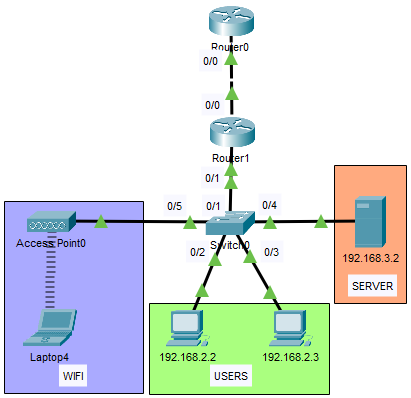 Router0
0/0
0/0
Router1
0/1
0/5
0/1
0/4
Access Point0
Switch0
0/2
0/3
192.168.3.2
SERVER
Laptop4
192.168.2.2
192.168.2.3
WIFI
USERS